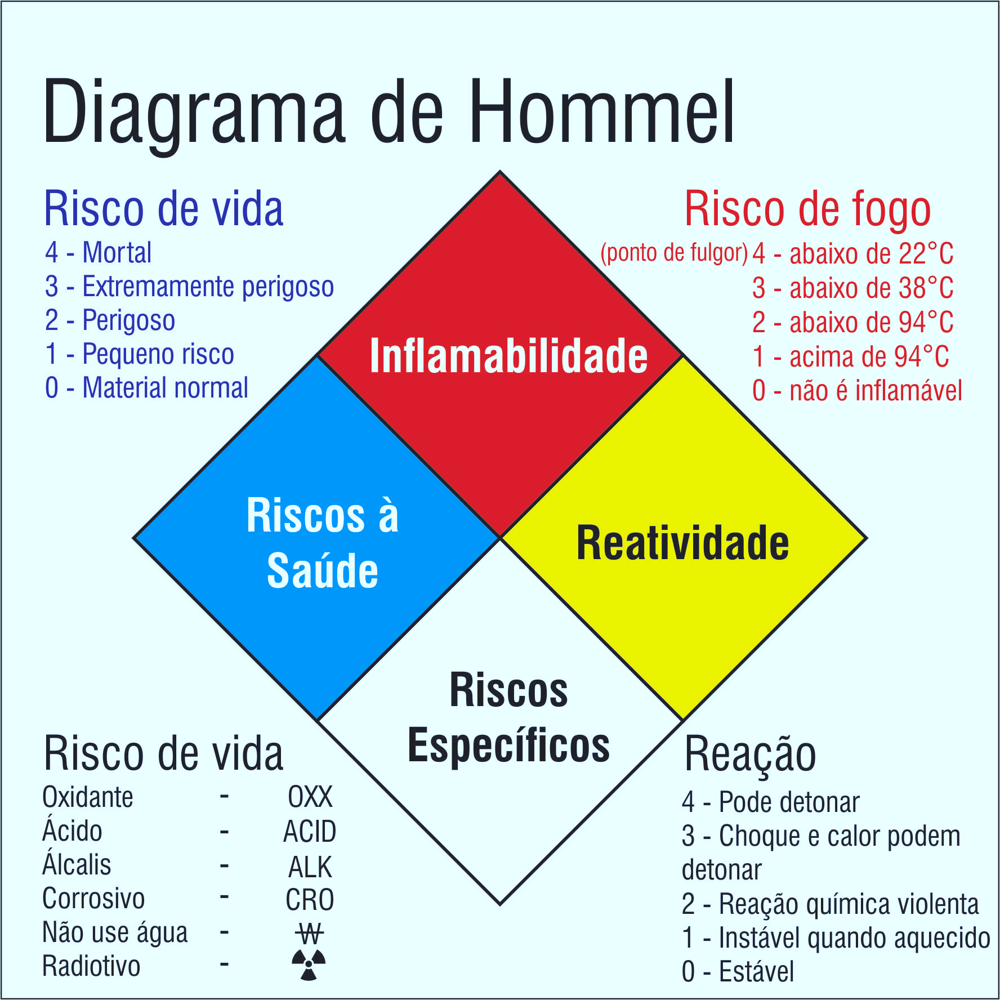 Diagrama de Hommel
Risco de vida
4 - Mortal
3 - Extremamente perigoso
2 - Perigoso
1 - Pequeno risco
0 - Material normal
Risco de fogo
(ponto de fulgor) 4 - abaixo de 22°C
3 - abaixo de 38°C
2 - abaixo de 94°C
1 - acima de 94°C
0 - não é inflamável
Inflamabilidade
Riscos à
Saúde
Reatividade
Riscos
Específicos
Risco de vida
Oxidante - OXX
Ácido - ACID
Álcalis - ALK
Corrosivo - CRO
Não use água - W
Radiotivo -
Reação
4 - Pode detonar
3 - Choque e calor podem
detonar
2 - Reação química violenta
1 - Instável quando aquecido
0 - Estável